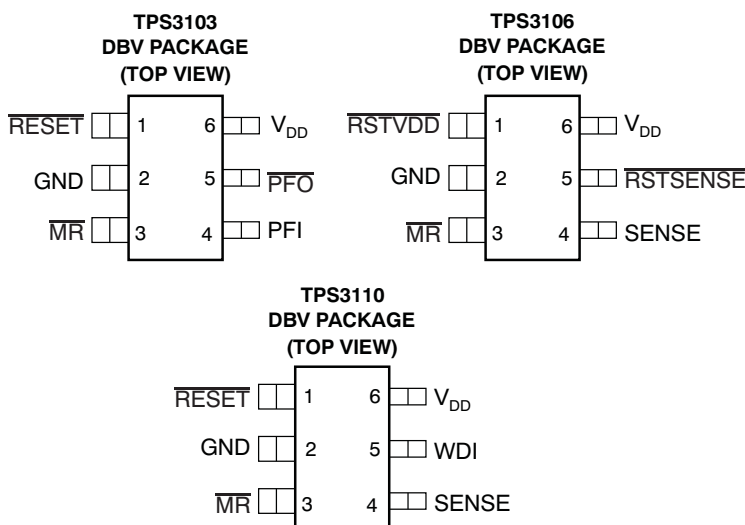 TPS3103
DBV PACKAGE
(TOP VIEW)
RESET 1 6 VDD
GND 2 5 PFO
MR 3 4 PFI
TPS3106
DBV PACKAGE
(TOP VIEW)
RSTVDD 1 6 VDD
GND 2 5 RSTSENSE
MR 3 4 SENSE
TPS3110
DBV PACKAGE
(TOP VIEW)
RESET 1 6 VDD
GND 2 5 WDI
MR 3 4 SENSE